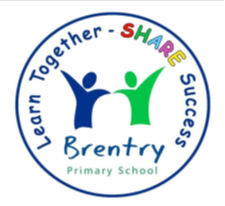 Learn Together - SHARE Success
Brentry
Primary School